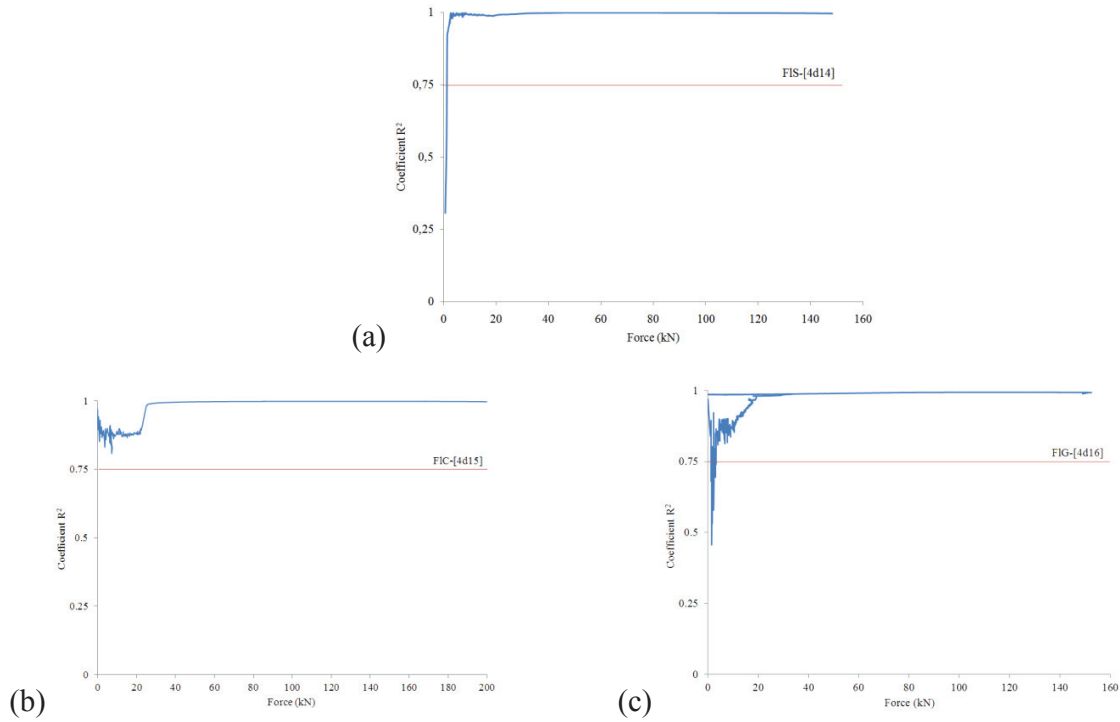 1
0,75
0,5
0,25
0
Coefficient R²
FlS-[4d14]
0 20 40 60 80 100 120 140 160
Force (kN)
(a)
1
0.75
0.5
0.25
0
Coefficient R²
FlC-[4d15]
0 20 40 60 80 100 120 140 160 180 200
Force (kN)
(b)
1
0.75
0.5
0.25
0
Coefficient R²
FlG-[4d16]
0 20 40 60 80 100 120 140 160
Force (kN)
(c)